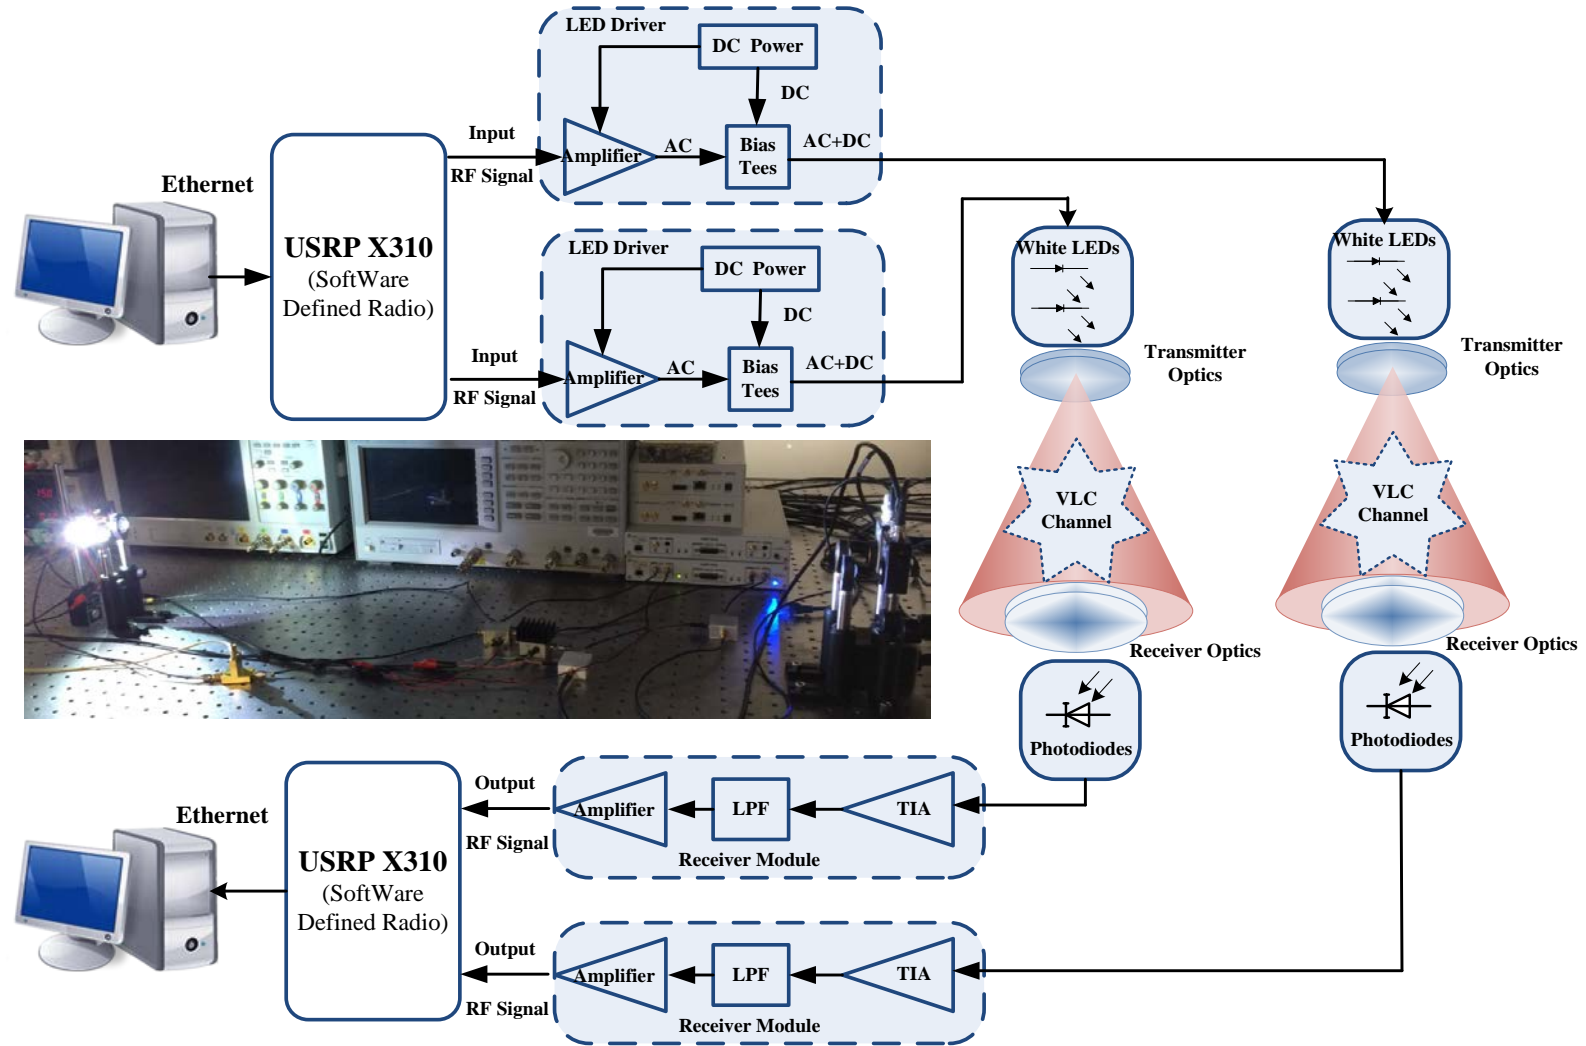 LED Driver
DC Power
DC
Input
Amplifier
AC
Bias
Tees
AC+DC
RF Signal
Ethernet
USRP X310
(SoftWare
Defined Radio)
LED Driver
DC Power
DC
Input
Amplifier
AC
Bias
Tees
AC+DC
RF Signal
White LEDs
White LEDs
Transmitter
Optics
Transmitter
Optics
VLC
Channel
VLC
Channel
Receiver Optics
Receiver Optics
Photodiodes
Photodiodes
Ethernet
USRP X310
(SoftWare
Defined Radio)
Output
RF Signal
Amplifier
LPF
TIA
Receiver Module
Output
RF Signal
Amplifier
LPF
TIA
Receiver Module